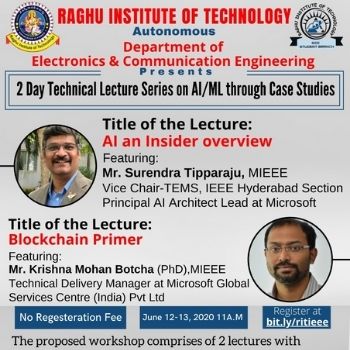 RAGHU INSTITUTE OF TECHNOLOGY
Autonomous
Department of
Electronics & Communication Engineering
Presents
2 Day Technical Lecture Series on AI/ML through Case Studies
Title of the Lecture:
AI an Insider overview
Featuring:
Mr. Surendra Tipparaju, MIEEE
Vice Chair-TEMS, IEEE Hyderabad Section
Principal AI Architect Lead at Microsoft
Title of the Lecture:
Blockchain Primer
Featuring:
Mr. Krishna Mohan Botcha (PhD),MIEEE
Technical Delivery Manager at Microsoft Global
Services Centre (India) Pvt Ltd
No Regesteration Fee
June 12-13, 2020 11A.M
Register at
bit.ly/ritieee
The proposed workshop comprises of 2 lectures with